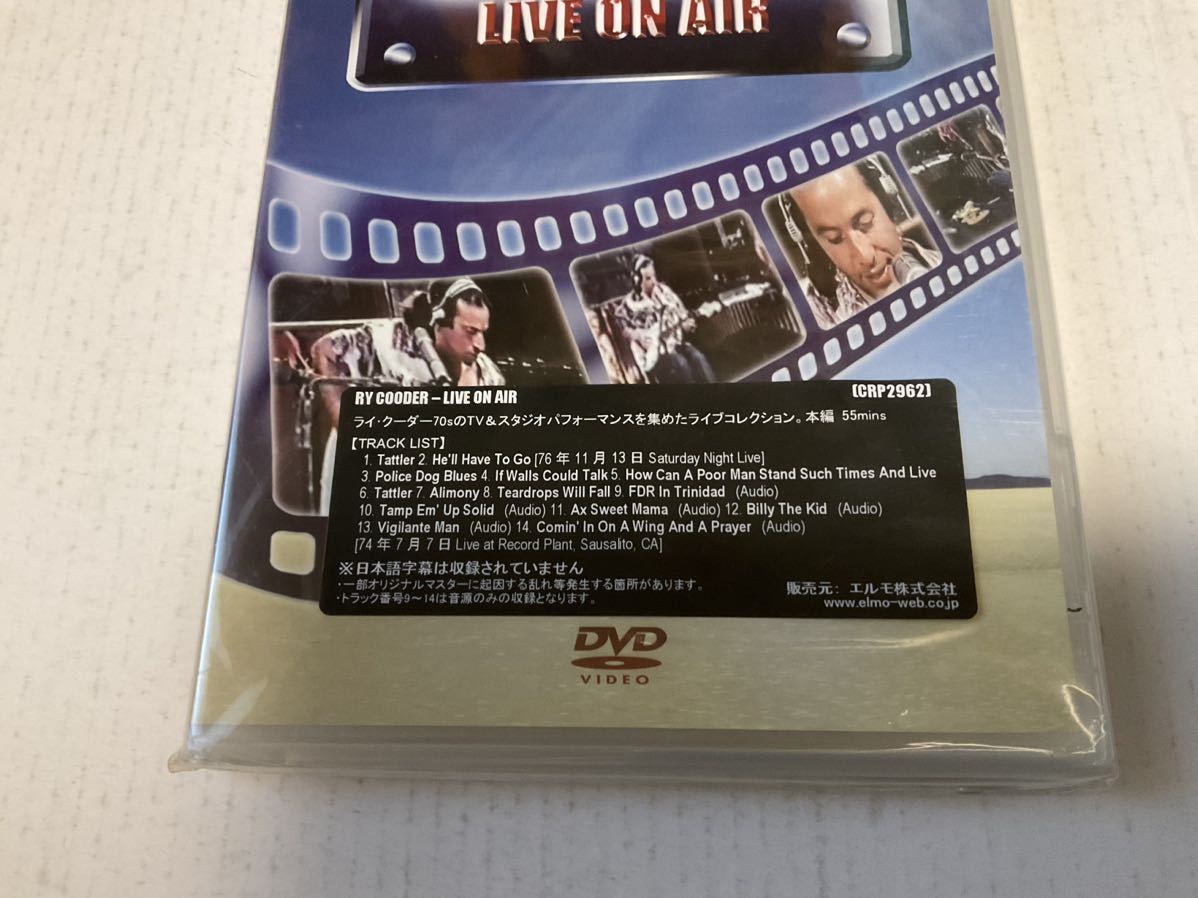 LIVE ON AIR
RY COODER – LIVE ON AIR (CRP2962)
ライ・クーダー70sのTV&スタジオパフォーマンスを集めたライブコレクション。本編 55mins
【TRACK LIST】
1. Tattler 2. He'll Have To Go [76 年 11 月 13 日 Saturday Night Live]
3. Police Dog Blues 4. If Walls Could Talk 5. How Can A Poor Man Stand Such Times And Live
6. Tattler 7. Alimony 8. Teardrops Will Fall 9. FDR In Trinidad (Audio)
10. Tamp Em' Up Solid (Audio) 11. Ax Sweet Mama (Audio) 12. Billy The Kid (Audio)
13. Vigilante Man (Audio) 14. Comin' In On A Wing And A Prayer (Audio)
[74 年 7 月 7 日 Live at Record Plant, Sausalito, CA]
※日本語字幕は収録されていません
・一部オリジナルマスターに起因する乱れ等発生する箇所があります。
・トラック番号9～14は音源のみの収録となります。
販売元: エルモ株式会社
www.elmo-web.co.jp
DVD
VIDEO